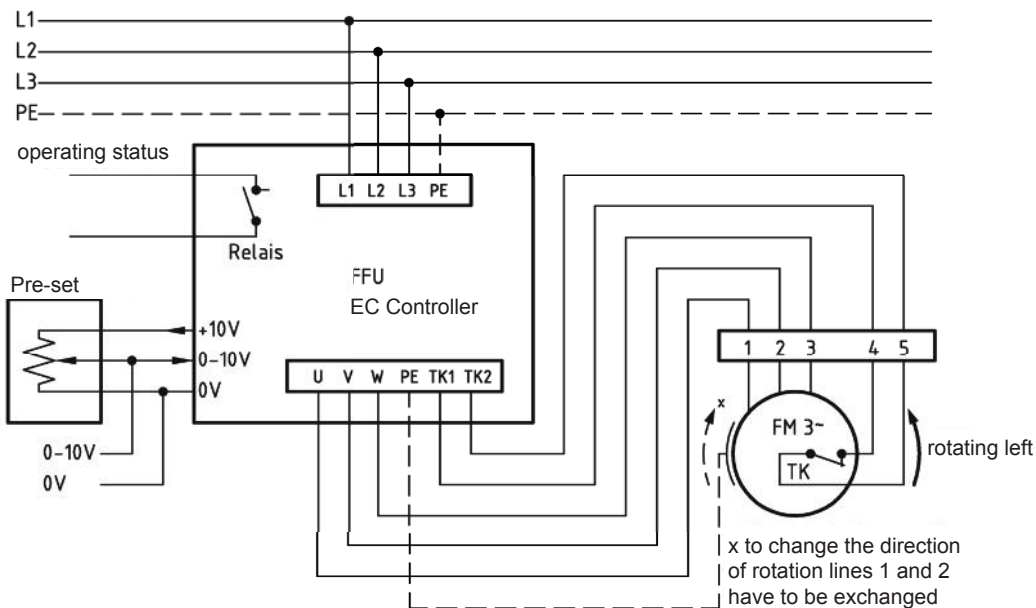 L1
L2
L3
PE
operating status
L1 L2 L3 PE
Relais
FFU
EC Controller
Pre-set
+10V
0-10V
0V
0-10V
0V
U V W PE TK1 TK2
1 2 3 4 5
x
FM 3~
TK
rotating left
x to change the direction
of rotation lines 1 and 2
have to be exchanged